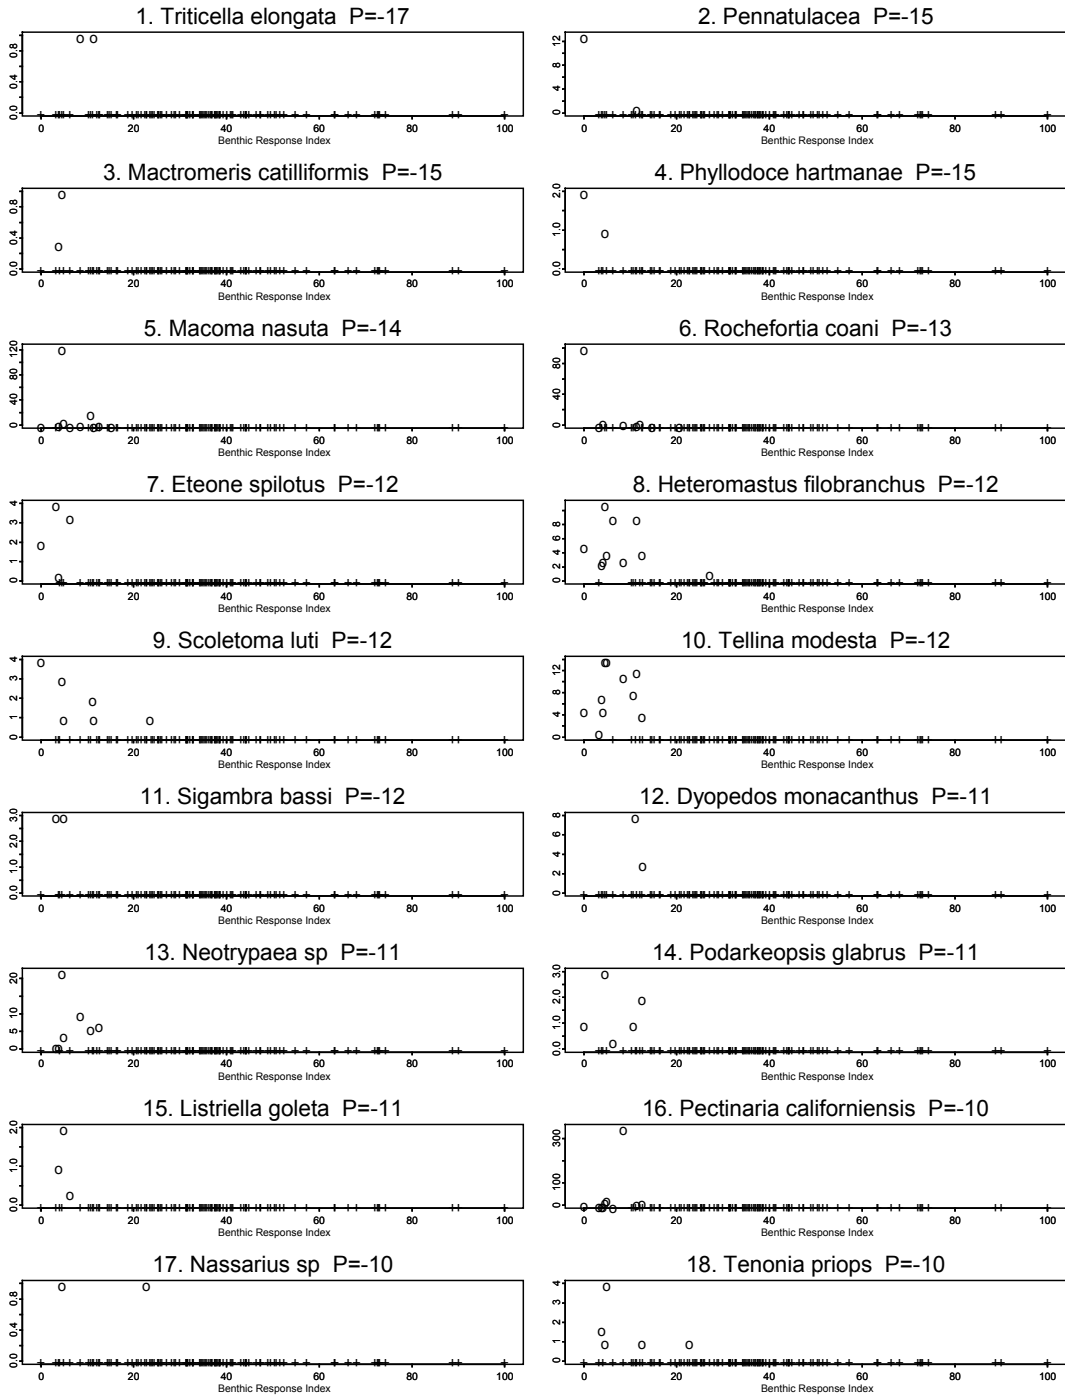 1. Triticella elongata P=-17
0.0 0.4 0.8
0 20 40 60 80 100
Benthic Response Index
2. Pennatulacea P=-15
0 4 8 12
0 20 40 60 80 100
Benthic Response Index
3. Mactromeris catilliformis P=-15
0.0 0.4 0.8
0 20 40 60 80 100
Benthic Response Index
4. Phyllodoce hartmanae P=-15
0.0 1.0 2.0
0 20 40 60 80 100
Benthic Response Index
5. Macoma nasuta P=-14
0 40 80 120
0 20 40 60 80 100
Benthic Response Index
6. Rochefortia coani P=-13
0 40 80
0 20 40 60 80 100
Benthic Response Index
7. Eteone spilotus P=-12
0 1 2 3 4
0 20 40 60 80 100
Benthic Response Index
8. Heteromastus filobranchus P=-12
0 2 4 6 8
0 20 40 60 80 100
Benthic Response Index
9. Scoletoma luti P=-12
0 1 2 3 4
0 20 40 60 80 100
Benthic Response Index
10. Tellina modesta P=-12
0 4 8 12
0 20 40 60 80 100
Benthic Response Index
11. Sigambra bassi P=-12
0.0 1.0 2.0 3.0
0 20 40 60 80 100
Benthic Response Index
12. Dyopedos monacanthus P=-11
0 2 4 6 8
0 20 40 60 80 100
Benthic Response Index
13. Neotrypaea sp P=-11
0 5 10 20
0 20 40 60 80 100
Benthic Response Index
14. Podarkeopsis glabrus P=-11
0.0 1.0 2.0 3.0
0 20 40 60 80 100
Benthic Response Index
15. Listriella goleta P=-11
0.0 1.0 2.0
0 20 40 60 80 100
Benthic Response Index
16. Pectinaria californiensis P=-10
0 100 300
0 20 40 60 80 100
Benthic Response Index
17. Nassarius sp P=-10
0.0 0.4 0.8
0 20 40 60 80 100
Benthic Response Index
18. Tenonia priops P=-10
0 1 2 3 4
0 20 40 60 80 100
Benthic Response Index